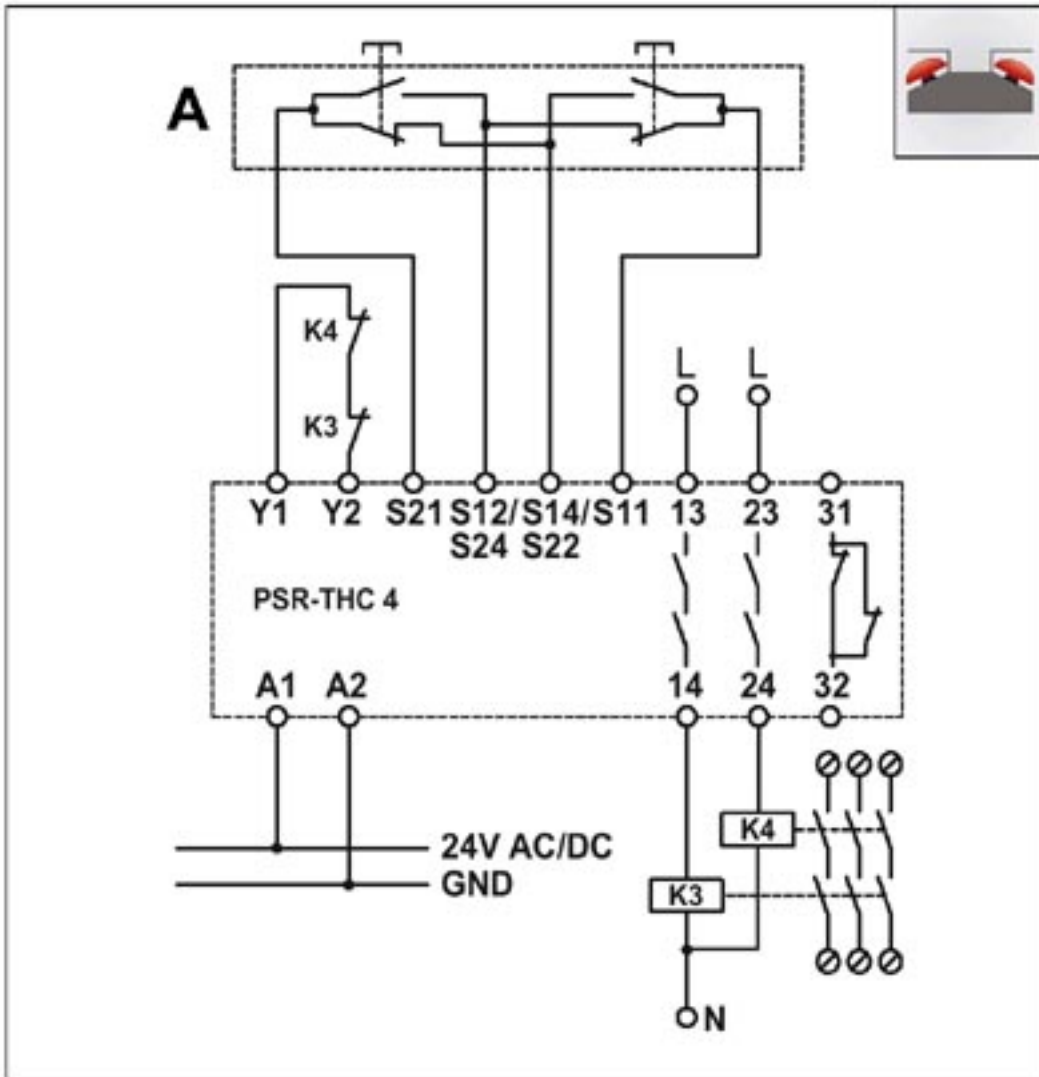 A
K4
K3
L L
Y1 Y2 S21 S12/ S14/ S11 13 23 31
S24 S22
PSR-THC 4
A1 A2 14 24 32
24V AC/DC
GND
K4
K3
N